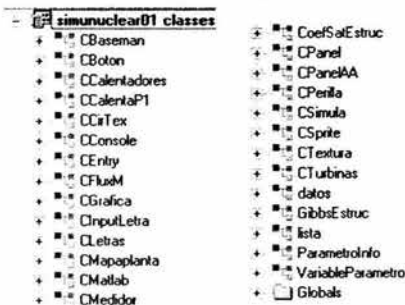 simunuclear01 classes
CBaseman
CBoton
CCalentadores
CCalentaP1
CCirTex
CConsole
CEntry
CFluxM
CGrafica
CInputLetra
CLetras
CMapaplanta
CMatlab
CMedidor
CoefSatEstruc
CPanel
CPanelAA
CPerilla
CSimula
CSprite
CTextura
CTurbinas
datos
GibbsEstruc
lista
ParametroInfo
VariableParametro
Globals